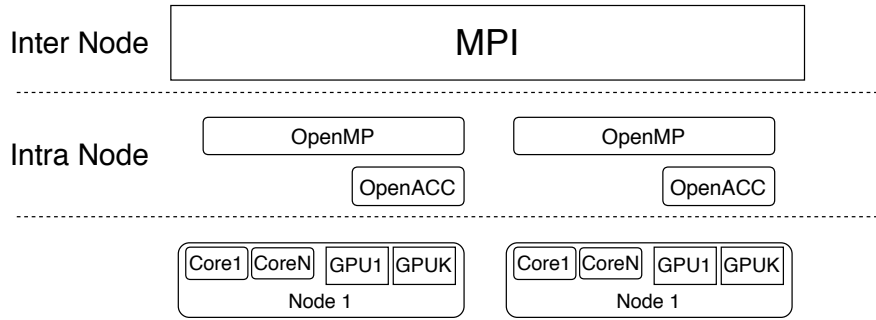 Inter Node MPI
Intra Node
OpenMP OpenMP
OpenACC OpenACC
Core1 CoreN GPU1 GPUK Core1 CoreN GPU1 GPUK
Node 1 Node 1